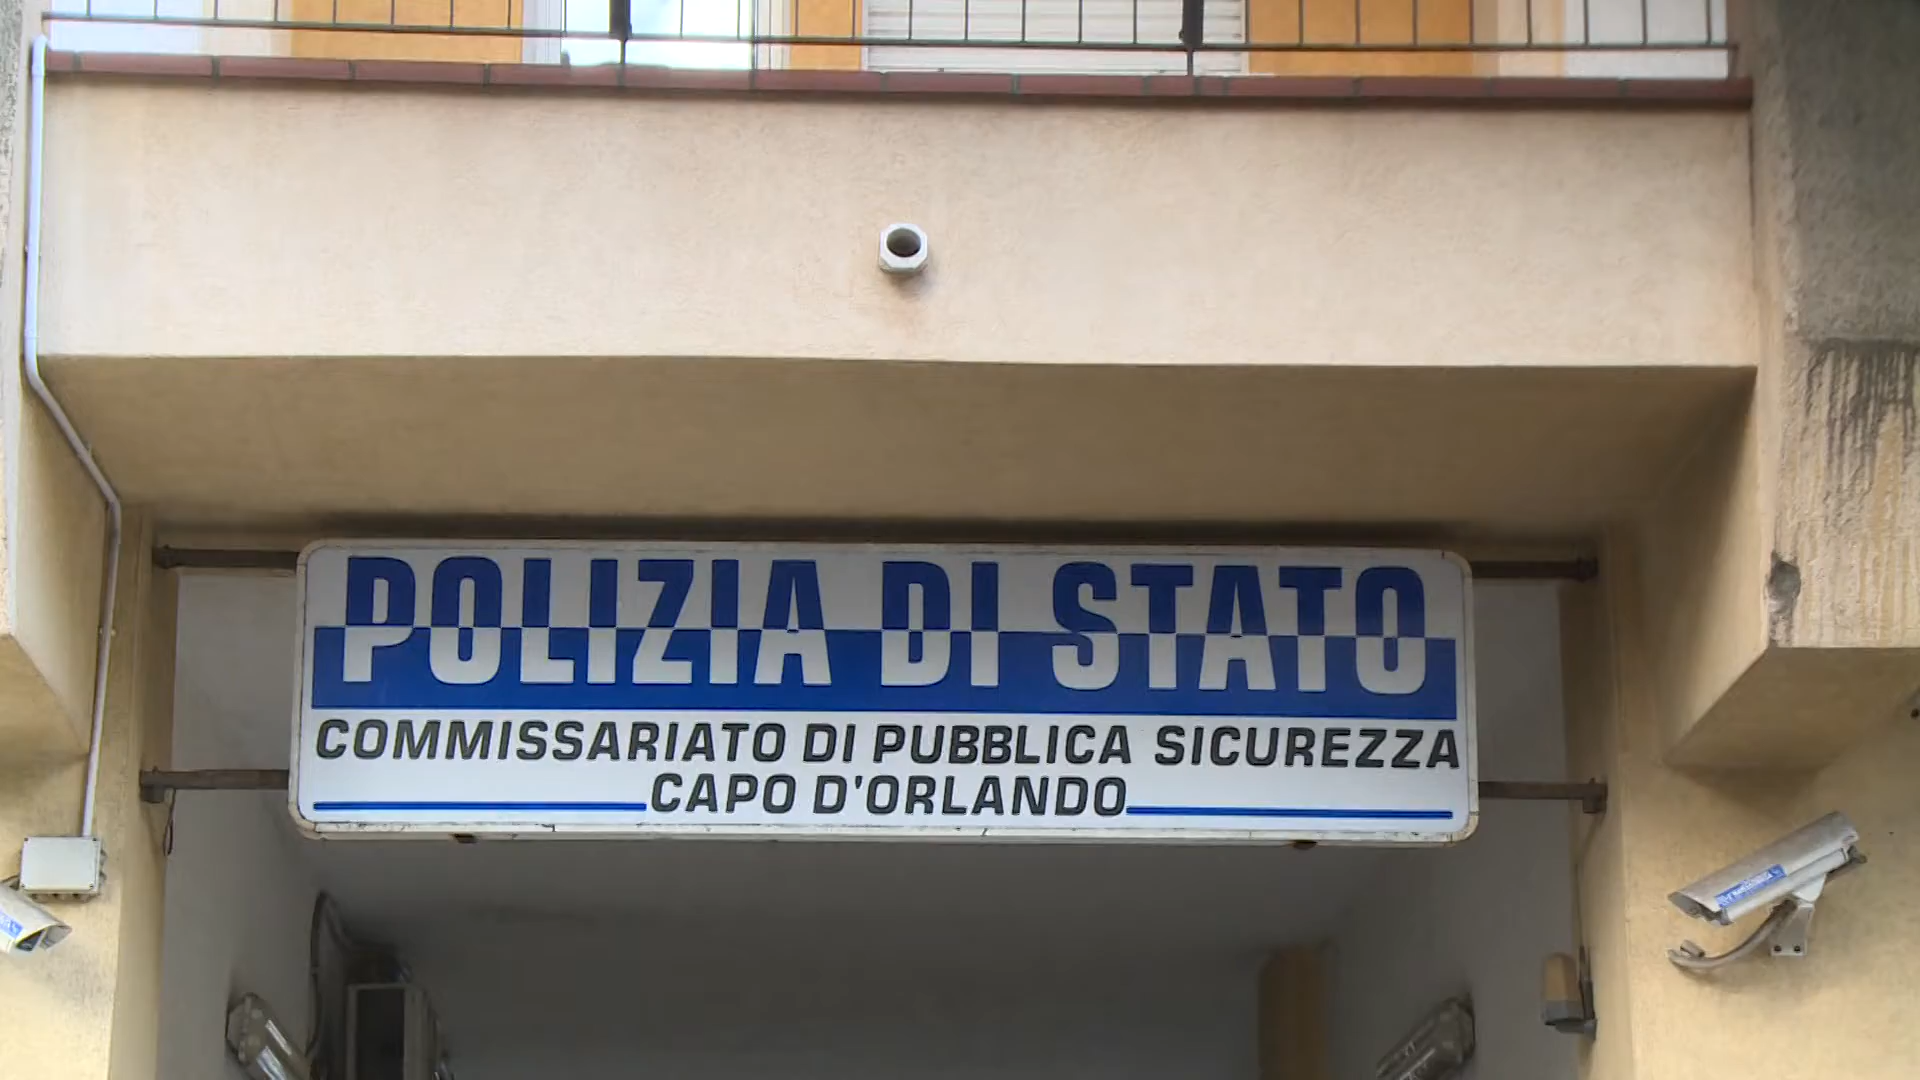 POLIZIA DI STATO
COMMISSARIATO DI PUBBLICA SICUREZZA
CAPO D'ORLANDO